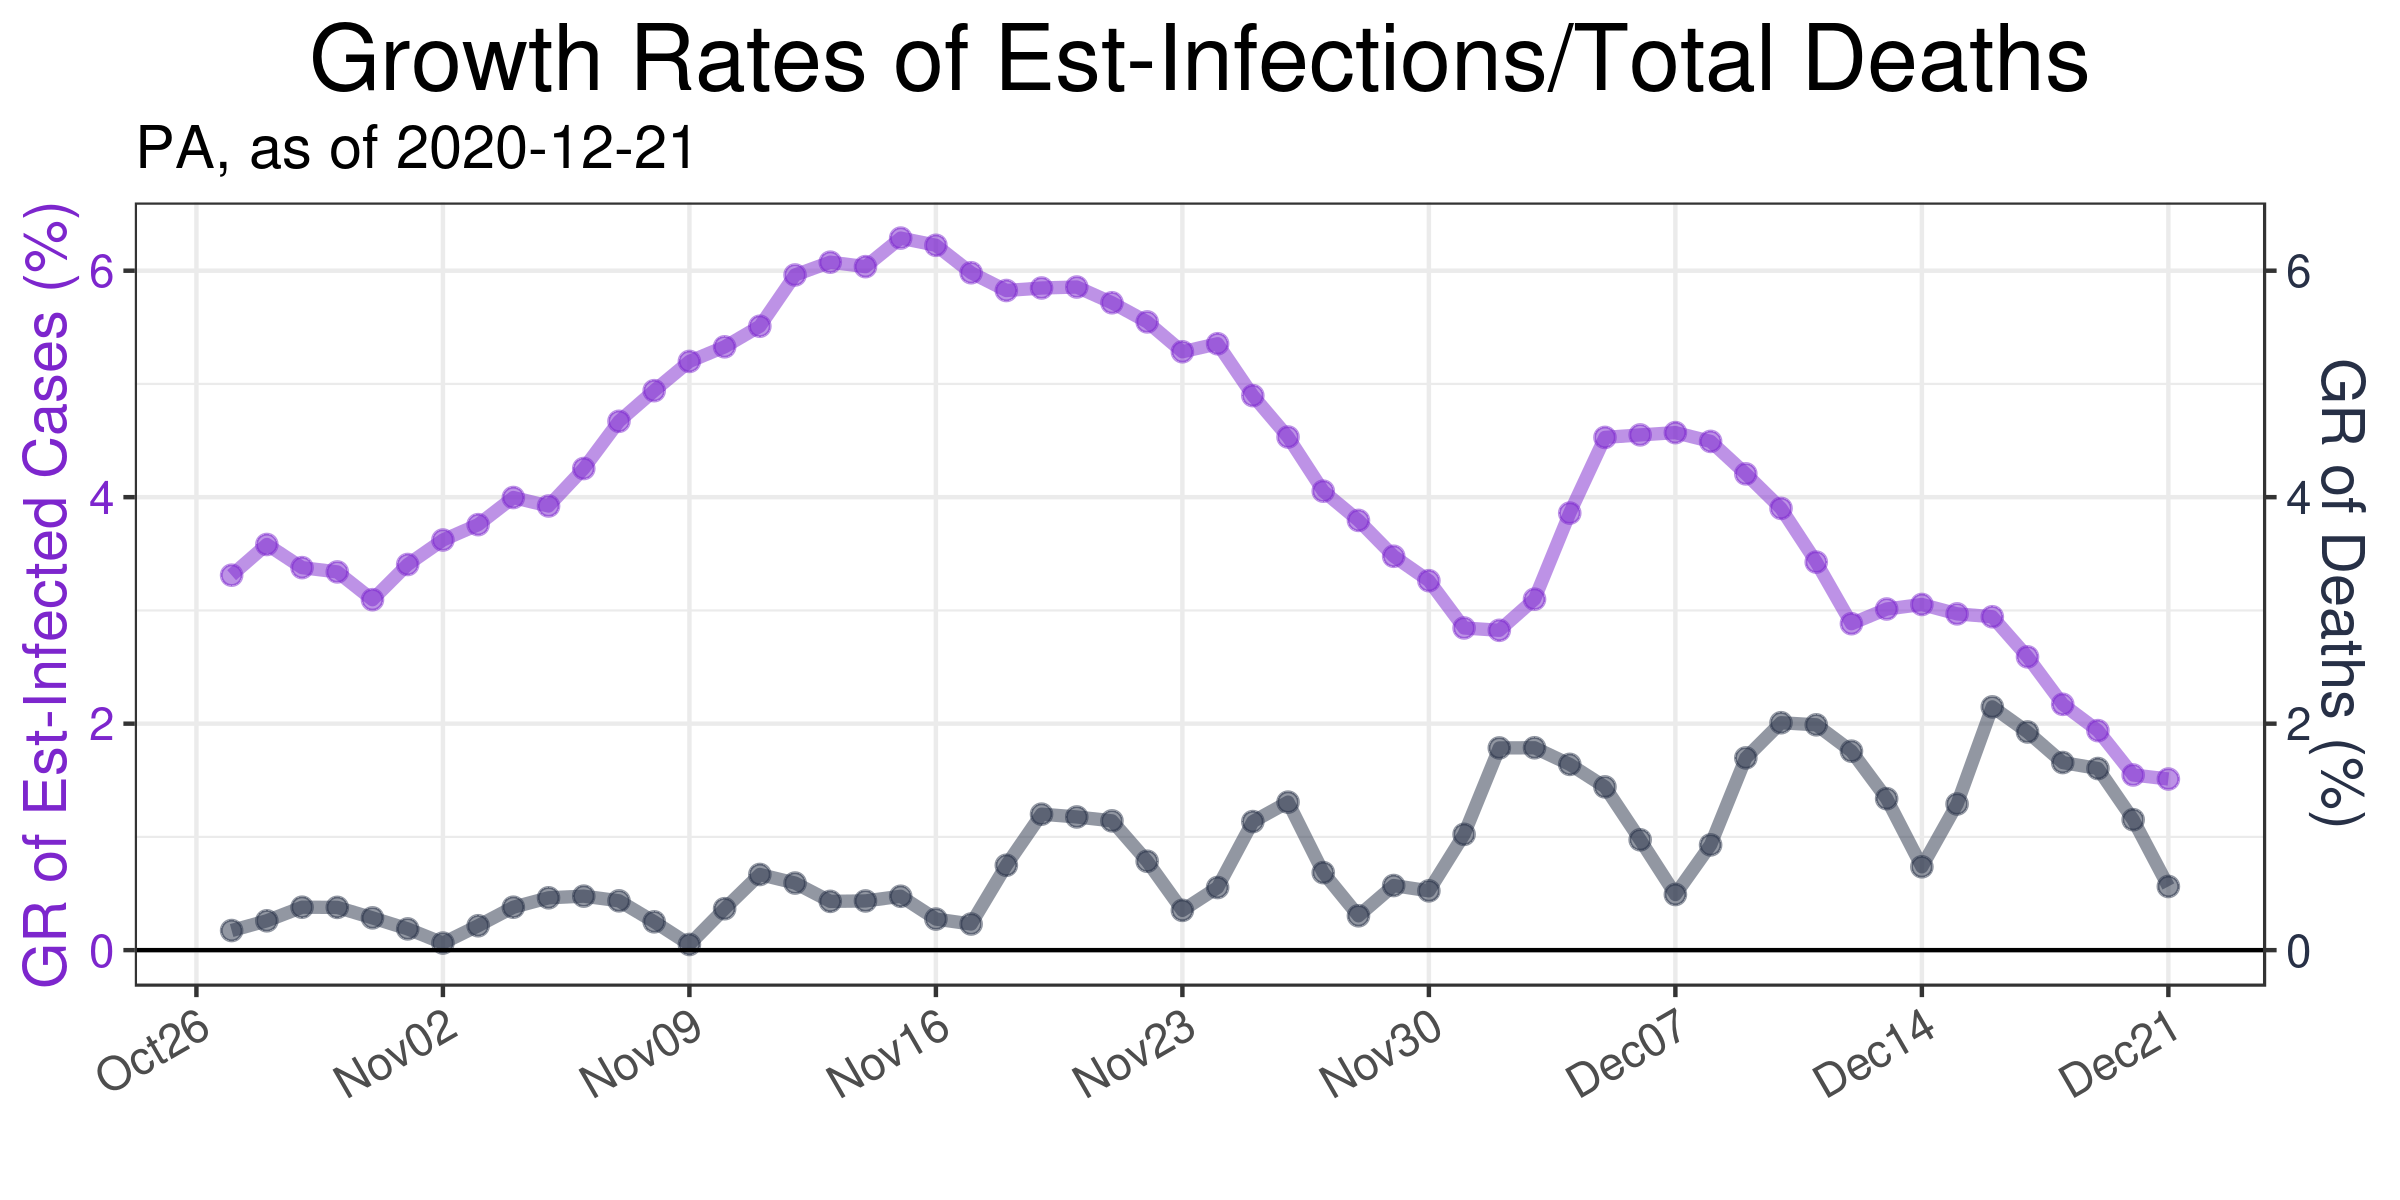 Growth Rates of Est-Infections/Total Deaths
PA, as of 2020-12-21
GR of Est-Infected Cases (%)
6
4
2
0
6
4
2
0
GR of Deaths (%)
Oct26
Nov02
Nov09
Nov16
Nov23
Nov30
Dec07
Dec14
Dec21